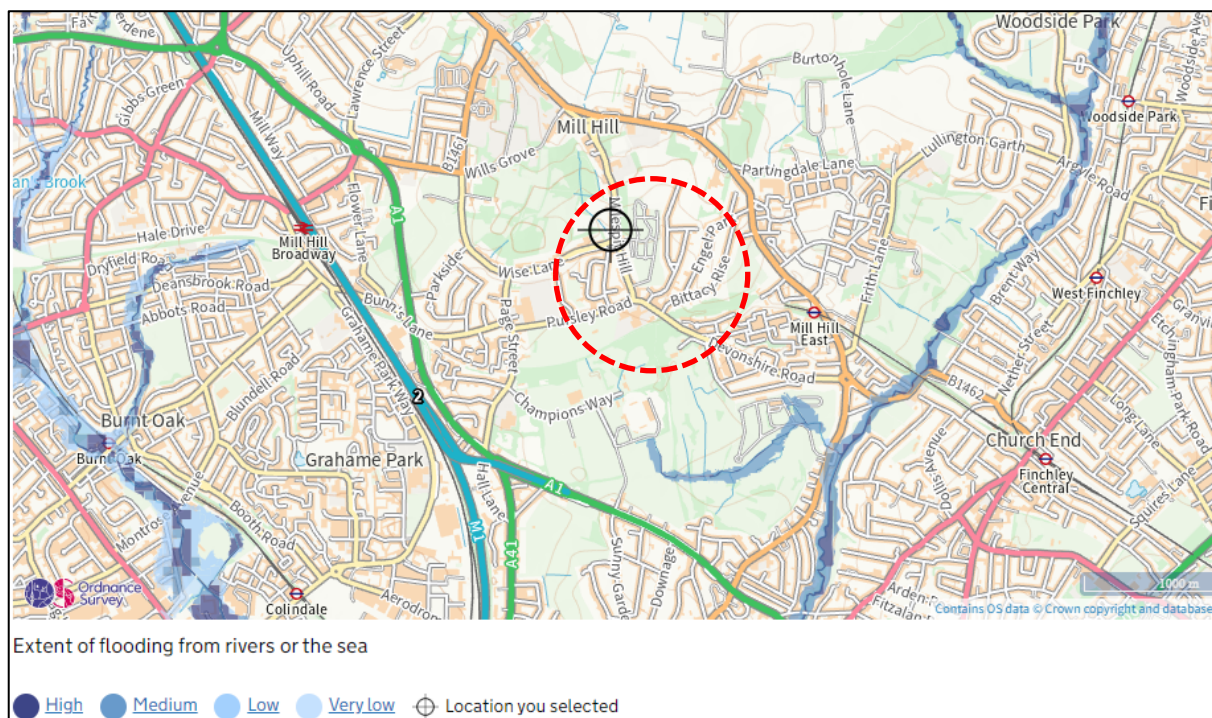 Woodside Park
Uphill Road
Lawrence Street
Gibbs Green
Mill Way
Burtonhole Lane
Woodside Park
Mill Hill
B1461
Wills Grove
Partingdale Lane
Lullington Garth
Argyle Road
Flower Lane
Hale Drive
A1
Mill Hill
Broadway
Engel Park
Dryfield Road
Deansbrook Road
Parkside
Wise Lane
Frith Lane
Brent Way
West Finchley
Abbots Road
Bunns Lane
Page Street
Pursley Road
Bittacy Rise
Mill Hill
East
Nether Street
Grahame Park Way
Devonshire Road
Blundell Road
2
Champions Way
B1462
Burnt Oak
Burnt Oak
Grahame Park
Dollis Avenue
Church End
Finchley
Central
Long Lane
Hall Lane
A1
Squires Lane
Booth Road
M1
A41
Downage
Ordnance
Survey
Colindale
1000 m
Contains OS data © Crown copyright and database
Extent of flooding from rivers or the sea
High Medium Low Very low Location you selected